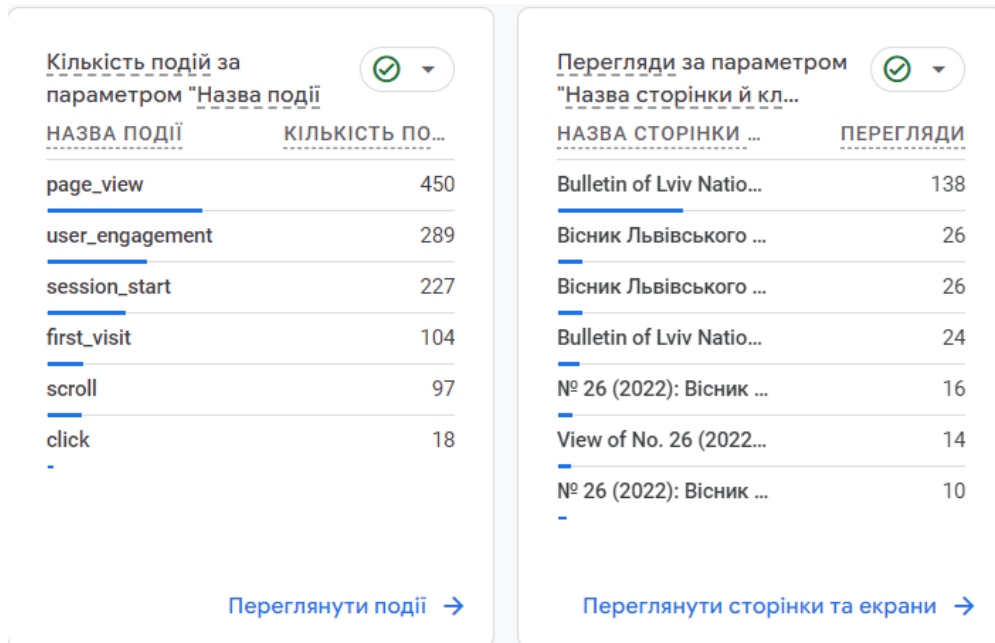 Кількість подій за
параметром "Назва події
НАЗВА ПОДІЇ КІЛЬКІСТЬ ПО...
page_view 450
user_engagement 289
session_start 227
first_visit 104
scroll 97
click 18
Переглянути події →
Перегляди за параметром
"Назва сторінки й кл...
НАЗВА СТОРІНКИ ... ПЕРЕГЛЯДИ
Bulletin of Lviv Natio... 138
Вісник Львівського ... 26
Вісник Львівського ... 26
Bulletin of Lviv Natio... 24
№ 26 (2022): Вісник ... 16
View of No. 26 (2022... 14
№ 26 (2022): Вісник ... 10
Переглянути сторінки та екрани →